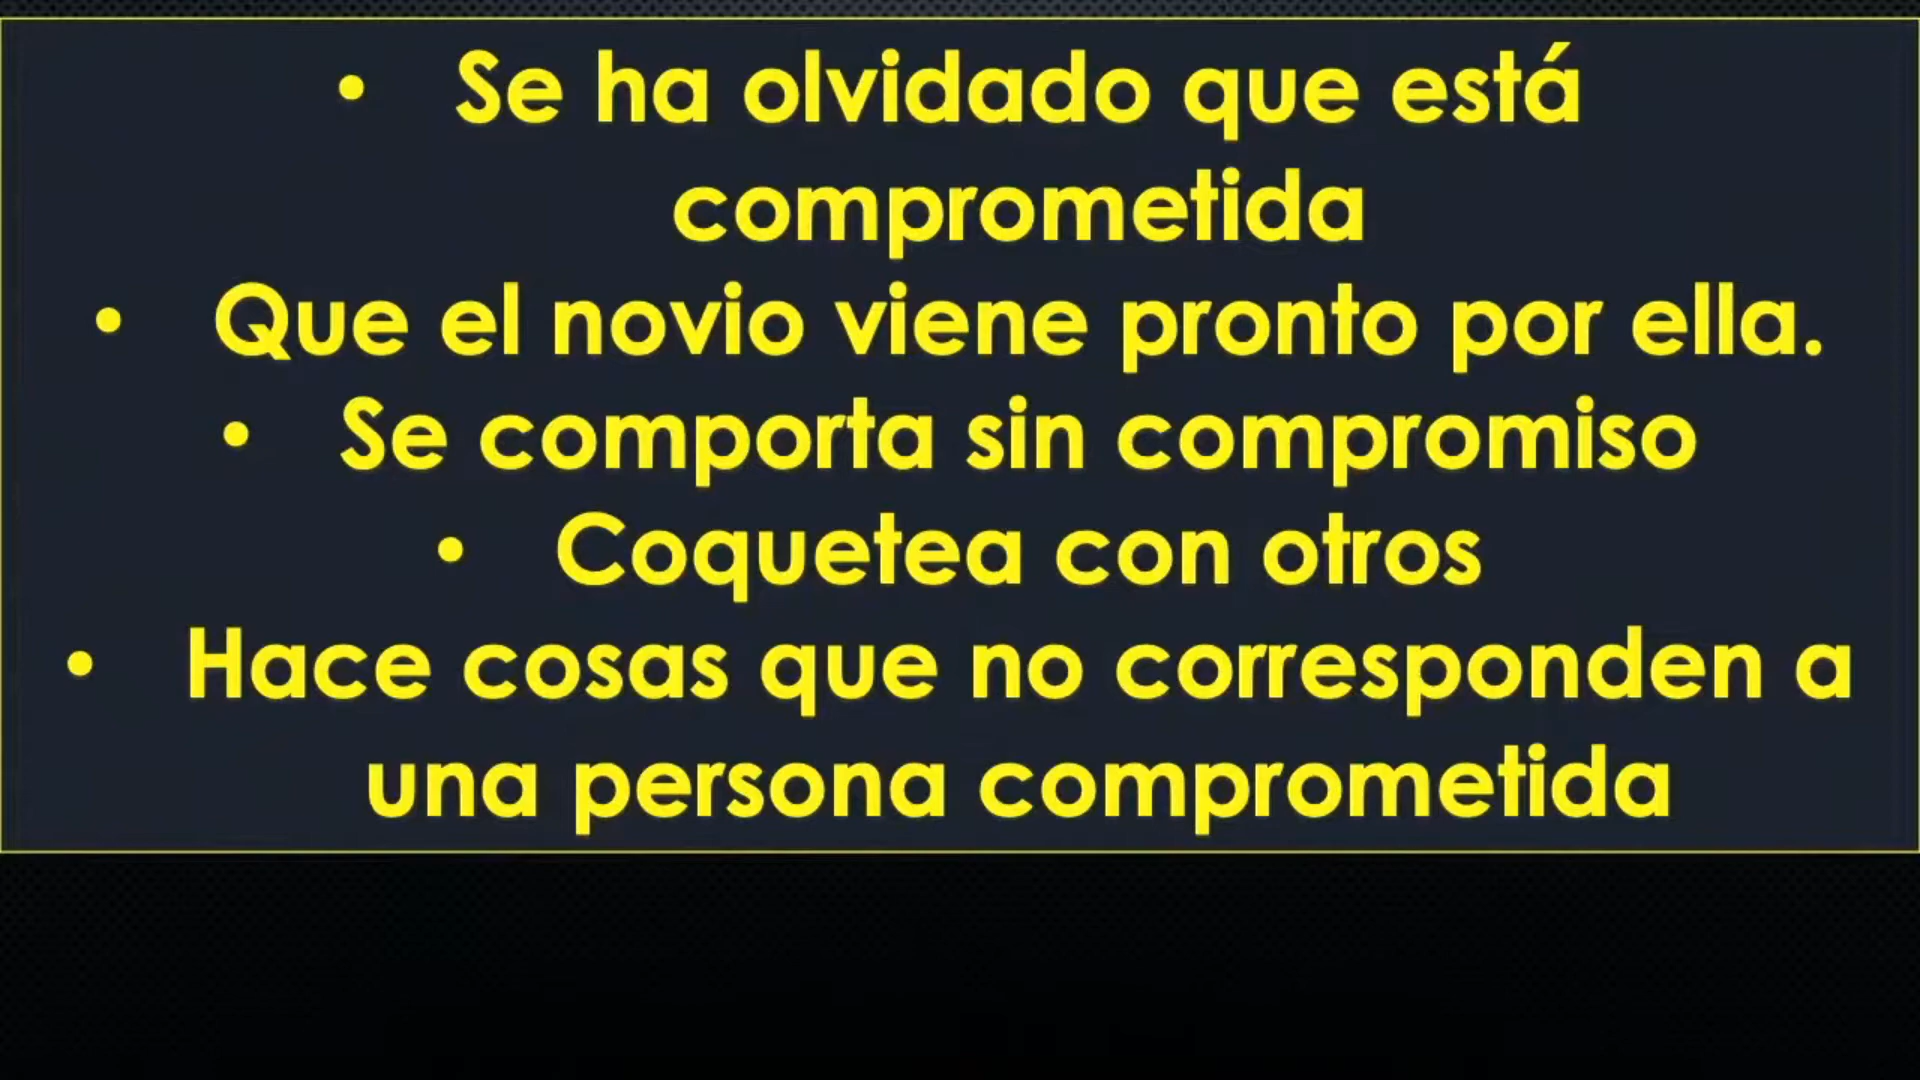 • Se ha olvidado que está
comprometida
• Que el novio viene pronto por ella.
• Se comporta sin compromiso
• Coquetea con otros
• Hace cosas que no corresponden a
una persona comprometida